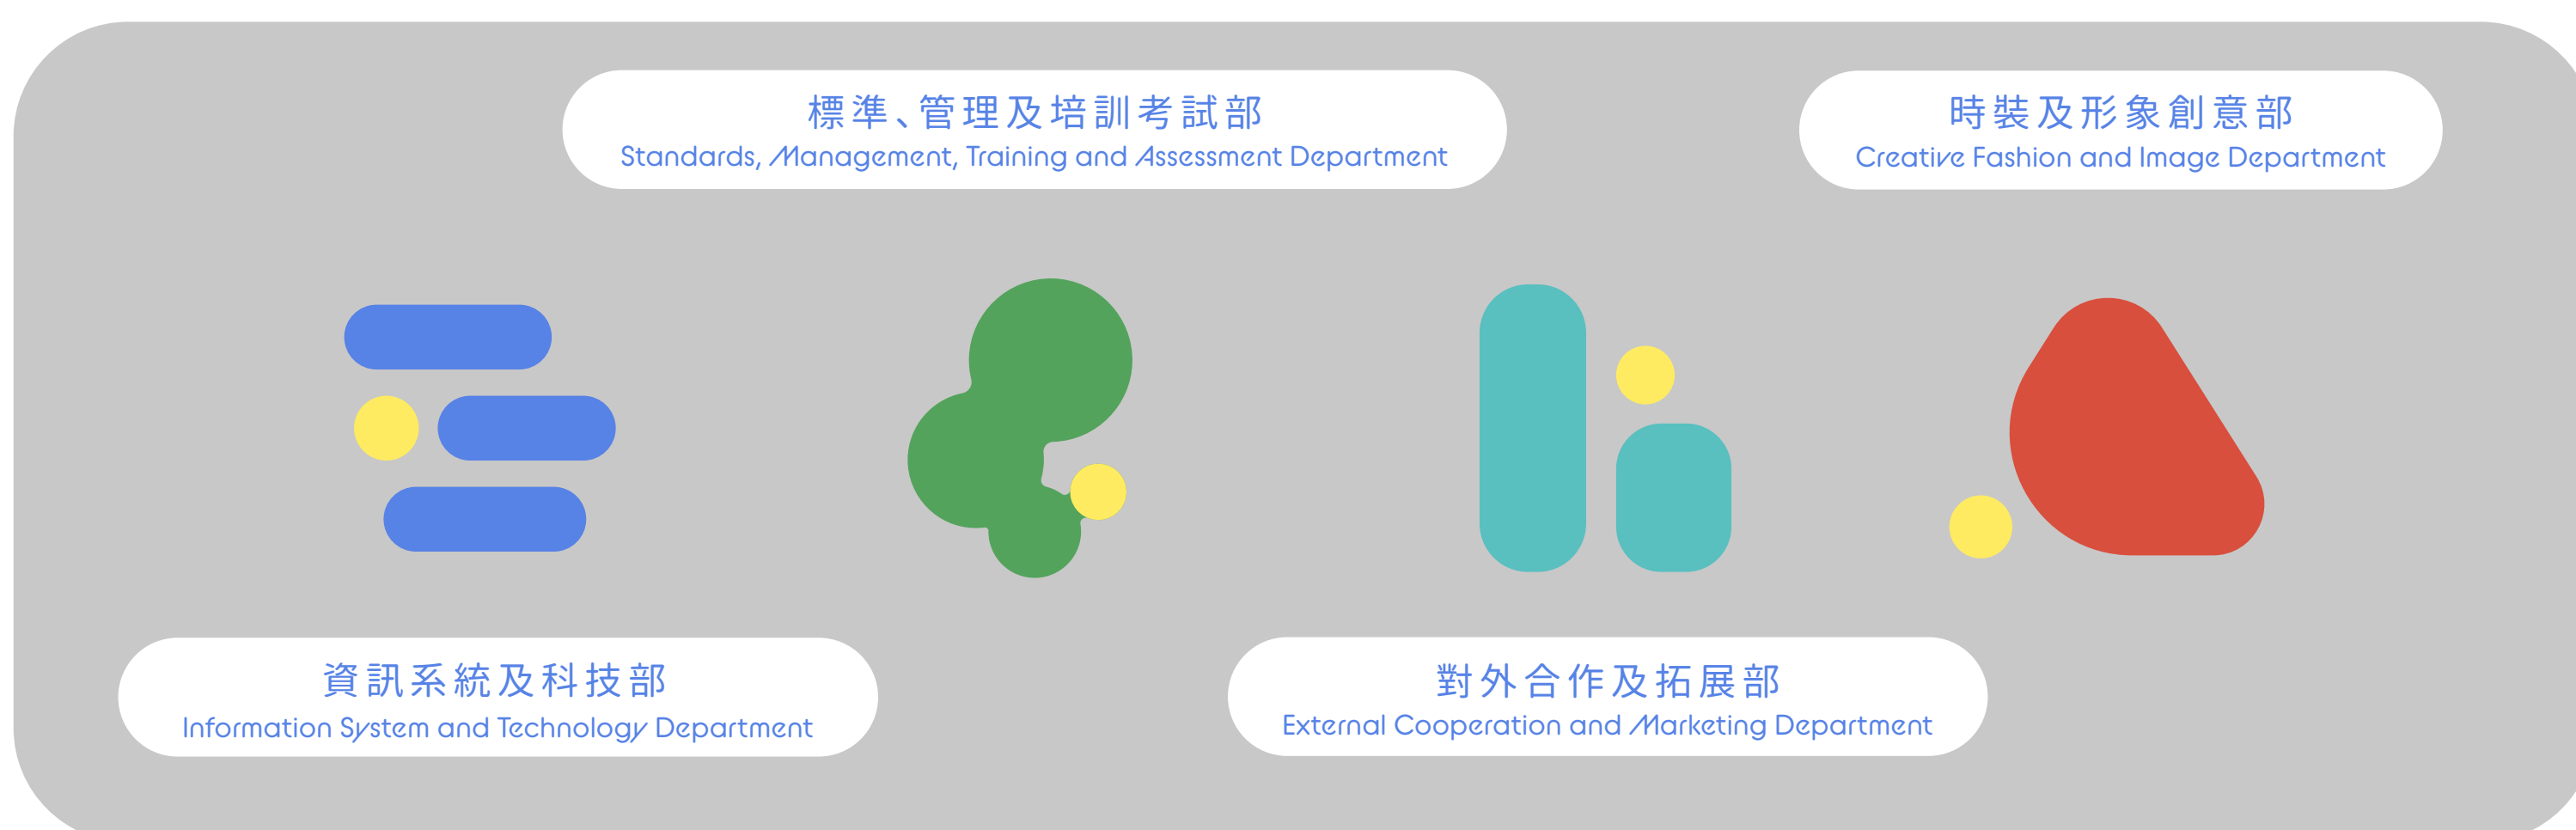 標準、管理及培訓考試部
Standards, Management, Training and Assessment Department
時裝及形象創意部
Creative Fashion and Image Department
資訊系統及科技部
Information System and Technology Department
對外合作及拓展部
External Cooperation and Marketing Department